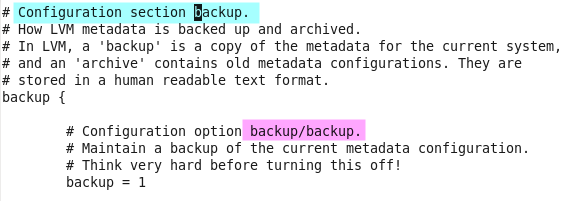 # Configuration section backup.
# How LVM metadata is backed up and archived.
# In LVM, a 'backup' is a copy of the metadata for the current system,
# and an 'archive' contains old metadata configurations. They are
# stored in a human readable text format.
backup {
# Configuration option backup/backup.
# Maintain a backup of the current metadata configuration.
# Think very hard before turning this off!
backup = 1